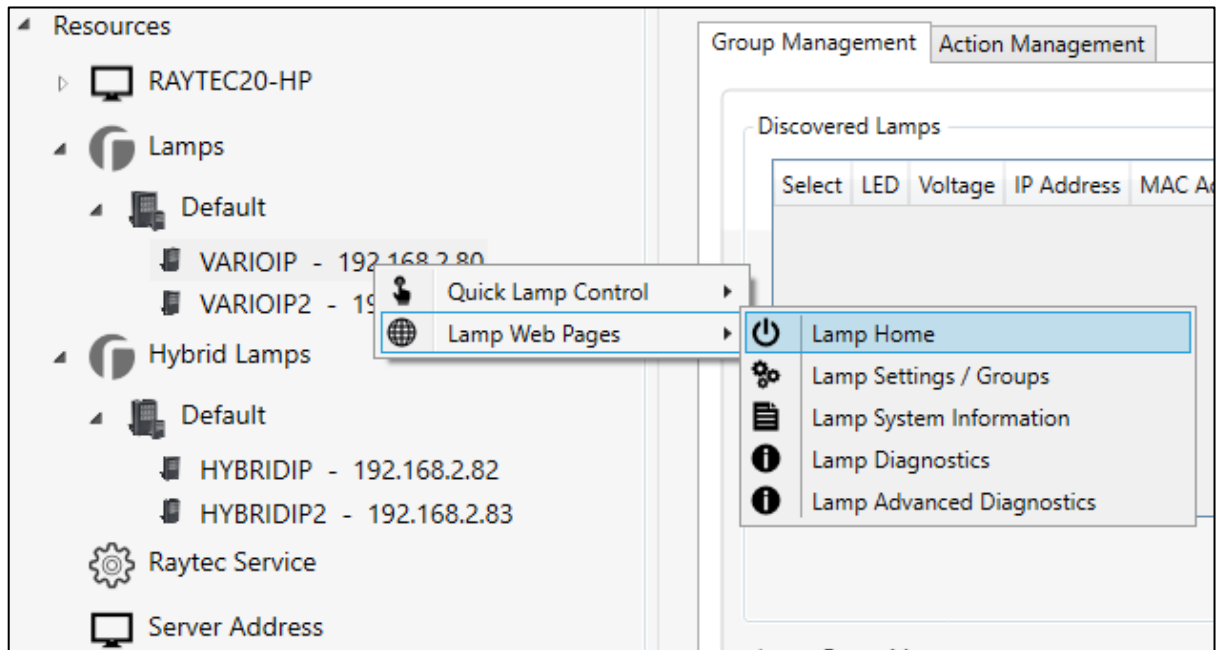 Resources
RAYTEC20-HP
Lamps
Default
VARIOIP - 192.168.2.80
VARIOIP2 - 19
Hybrid Lamps
Default
HYBRIDIP - 192.168.2.82
HYBRIDIP2 - 192.168.2.83
Raytec Service
Server Address
Quick Lamp Control
Lamp Web Pages
Lamp Home
Lamp Settings / Groups
Lamp System Information
Lamp Diagnostics
Lamp Advanced Diagnostics
Group Management Action Management
Discovered Lamps
Select LED Voltage IP Address MAC